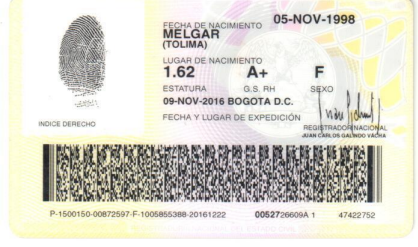 FECHA DE NACIMIENTO 05-NOV-1998
MELGAR
(TOLIMA)
LUGAR DE NACIMIENTO
1.62 A+ F
ESTATURA G.S. RH SEXO
09-NOV-2016 BOGOTA D.C.
FECHA Y LUGAR DE EXPEDICIÓN
INDICE DERECHO
REGISTRADOR NACIONAL
JUAN CARLOS GALINDO VACHA
P-1500150-00872597-F-1005855388-20161222 0052726609A 1 47422752